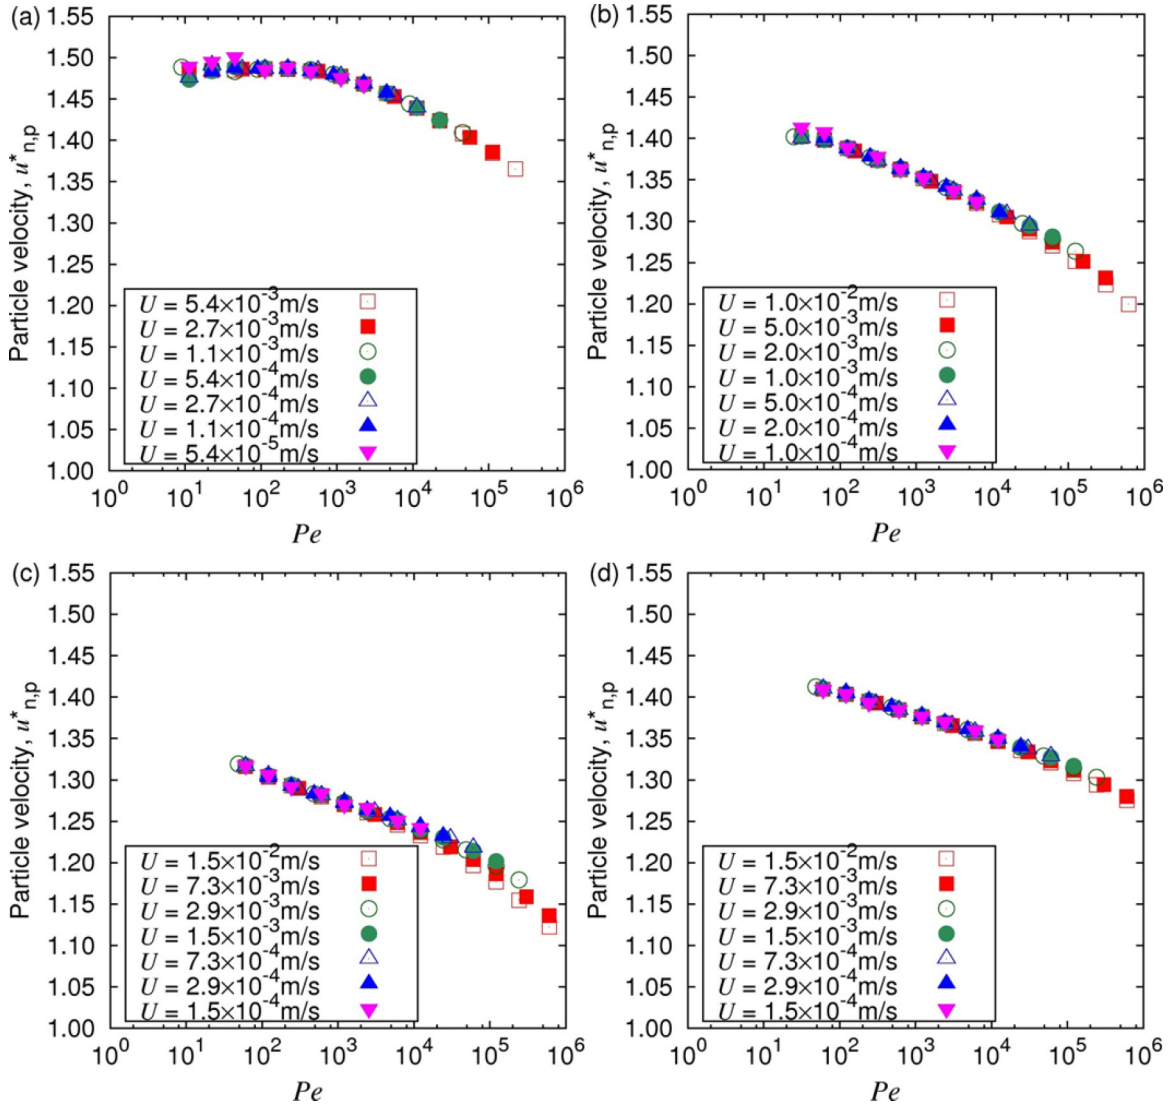 (a)
1.55
1.50
1.45
1.40
1.35
1.30
1.25
1.20
1.15
1.10
1.05
1.00
Particle velocity, u*n,p
U = 5.4×10⁻³m/s
U = 2.7×10⁻³m/s
U = 1.1×10⁻³m/s
U = 5.4×10⁻⁴m/s
U = 2.7×10⁻⁴m/s
U = 1.1×10⁻⁴m/s
U = 5.4×10⁻⁵m/s
10⁰ 10¹ 10² 10³ 10⁴ 10⁵ 10⁶
Pe
(b)
1.55
1.50
1.45
1.40
1.35
1.30
1.25
1.20
1.15
1.10
1.05
1.00
Particle velocity, u*n,p
U = 1.0×10⁻²m/s
U = 5.0×10⁻³m/s
U = 2.0×10⁻³m/s
U = 1.0×10⁻³m/s
U = 5.0×10⁻⁴m/s
U = 2.0×10⁻⁴m/s
U = 1.0×10⁻⁴m/s
10⁰ 10¹ 10² 10³ 10⁴ 10⁵ 10⁶
Pe
(c)
1.55
1.50
1.45
1.40
1.35
1.30
1.25
1.20
1.15
1.10
1.05
1.00
Particle velocity, u*n,p
U = 1.5×10⁻²m/s
U = 7.3×10⁻³m/s
U = 2.9×10⁻³m/s
U = 1.5×10⁻³m/s
U = 7.3×10⁻⁴m/s
U = 2.9×10⁻⁴m/s
U = 1.5×10⁻⁴m/s
10⁰ 10¹ 10² 10³ 10⁴ 10⁵ 10⁶
Pe
(d)
1.55
1.50
1.45
1.40
1.35
1.30
1.25
1.20
1.15
1.10
1.05
1.00
Particle velocity, u*n,p
U = 1.5×10⁻²m/s
U = 7.3×10⁻³m/s
U = 2.9×10⁻³m/s
U = 1.5×10⁻³m/s
U = 7.3×10⁻⁴m/s
U = 2.9×10⁻⁴m/s
U = 1.5×10⁻⁴m/s
10⁰ 10¹ 10² 10³ 10⁴ 10⁵ 10⁶
Pe